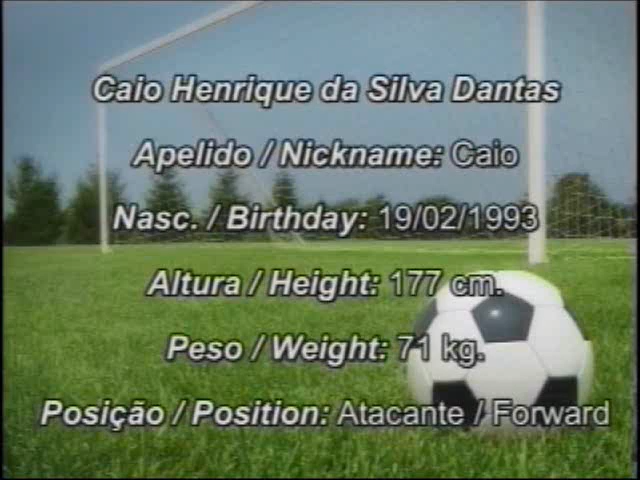 Caio Henrique da Silva Dantas
Apelido / Nickname: Caio
Nasc. / Birthday: 19/02/1993
Altura / Height: 177 cm.
Peso / Weight: 71 kg.
Posição / Position: Atacante / Forward